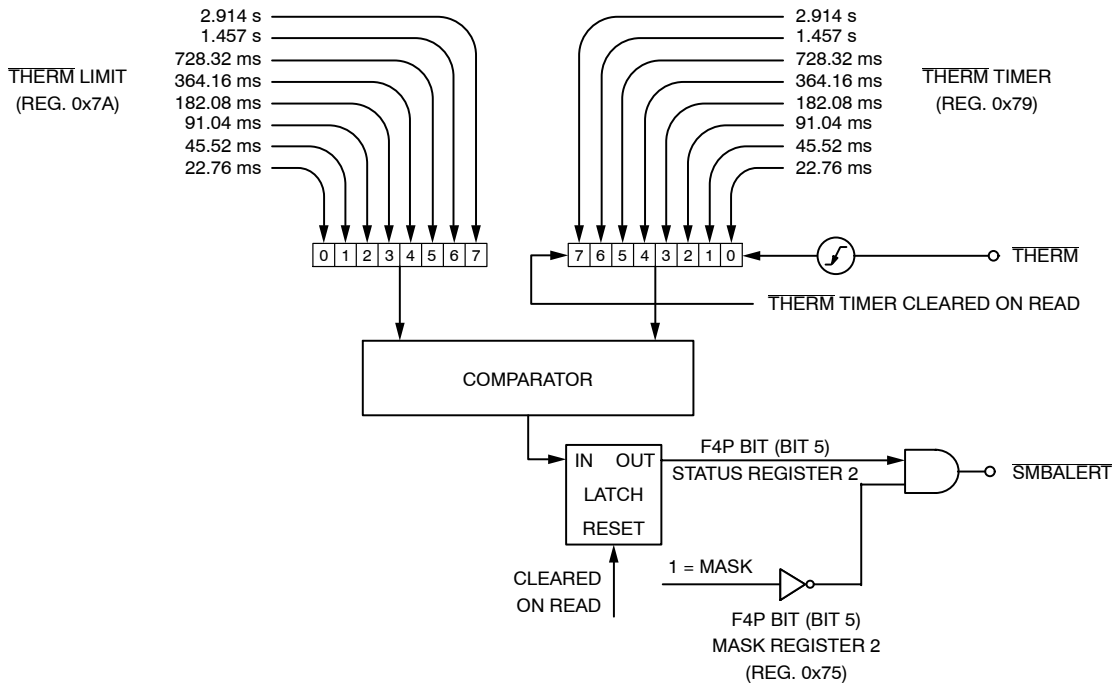 2.914 s
1.457 s
728.32 ms
364.16 ms
182.08 ms
91.04 ms
45.52 ms
22.76 ms
THERM LIMIT
(REG. 0x7A)
2.914 s
1.457 s
728.32 ms
364.16 ms
182.08 ms
91.04 ms
45.52 ms
22.76 ms
THERM TIMER
(REG. 0x79)
0 1 2 3 4 5 6 7
7 6 5 4 3 2 1 0
THERM
THERM TIMER CLEARED ON READ
COMPARATOR
IN OUT
LATCH
RESET
F4P BIT (BIT 5)
STATUS REGISTER 2
SMBALERT
CLEARED
ON READ
1 = MASK
F4P BIT (BIT 5)
MASK REGISTER 2
(REG. 0x75)